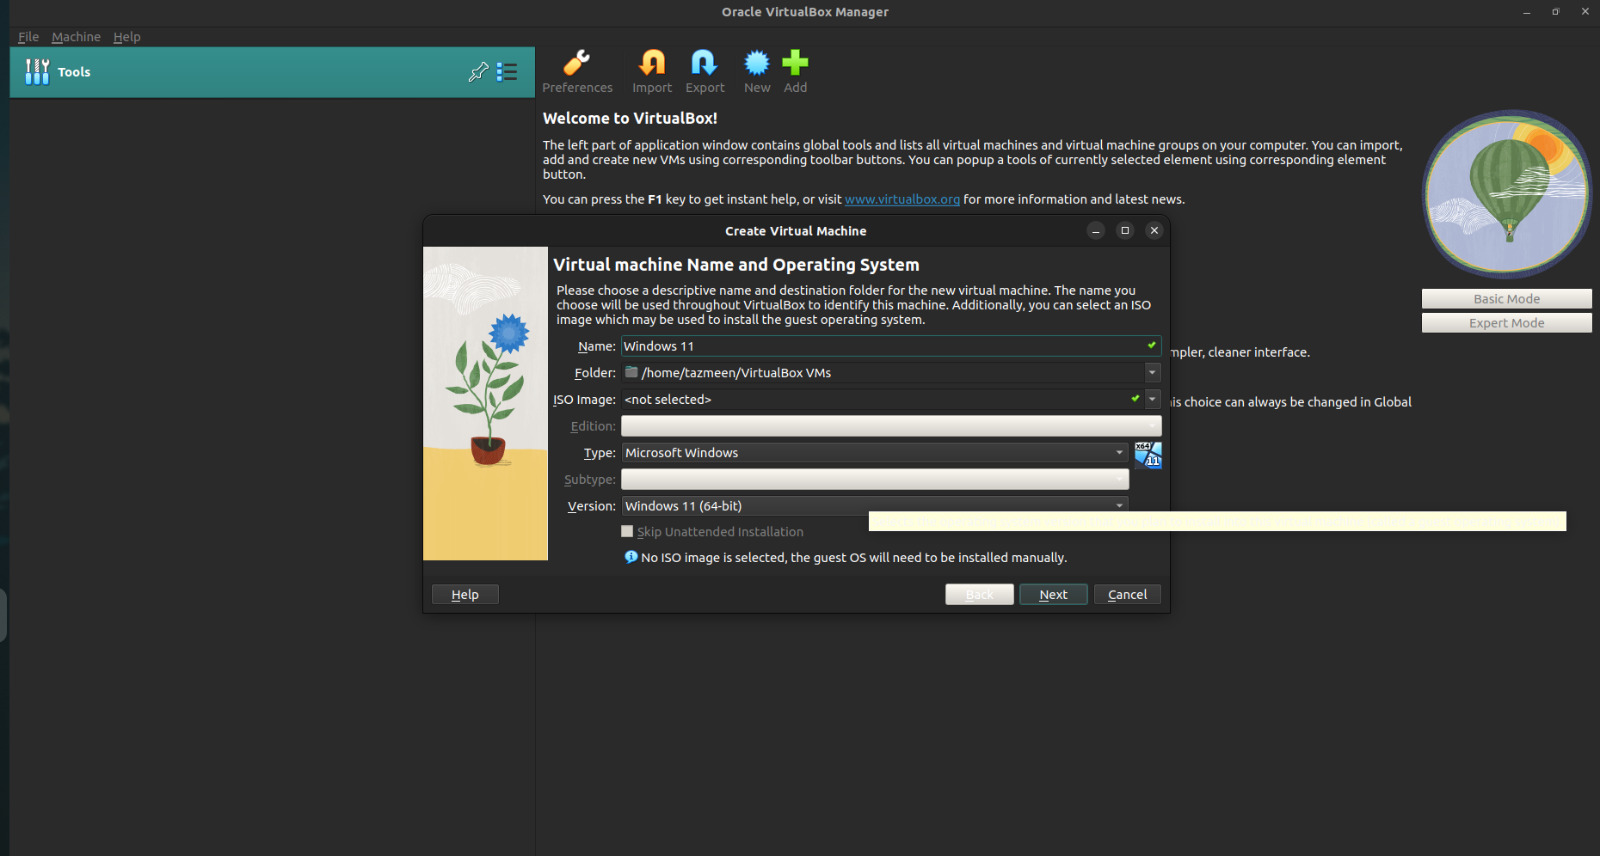 Oracle VirtualBox Manager
File Machine Help
Tools
Preferences Import Export New Add
Welcome to VirtualBox!
The left part of application window contains global tools and lists all virtual machines and virtual machine groups on your computer. You can import,
add and create new VMs using corresponding toolbar buttons. You can popup a tools of currently selected element using corresponding element
button.
You can press the F1 key to get instant help, or visit www.virtualbox.org for more information and latest news.
Basic Mode
Expert Mode
mpler, cleaner interface.
is choice can always be changed in Global
Create Virtual Machine
Virtual machine Name and Operating System
Please choose a descriptive name and destination folder for the new virtual machine. The name you
choose will be used throughout VirtualBox to identify this machine. Additionally, you can select an ISO
image which may be used to install the guest operating system.
Name: Windows 11
Folder: /home/tazmeen/VirtualBox VMs
ISO Image: <not selected>
Edition:
Type: Microsoft Windows
x64
11
Subtype:
Version: Windows 11 (64-bit)
Skip Unattended Installation
No ISO image is selected, the guest OS will need to be installed manually.
Help Back Next Cancel